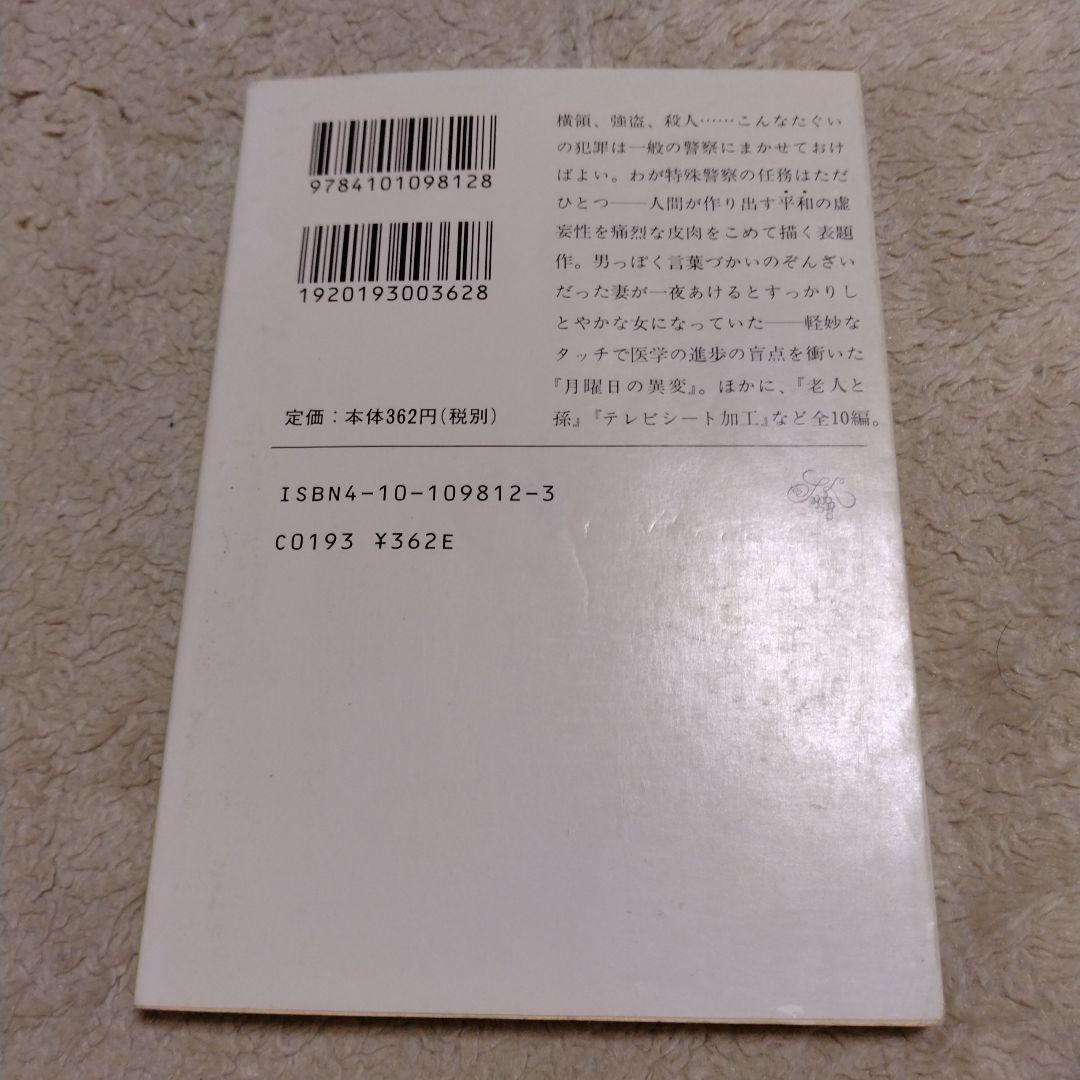 9784101098128
1920193003628
定価：本体362円(税別)
横領、強盗、殺人……こんなたぐい
の犯罪は一般の警察にまかせておけ
ばよい。わが特殊警察の任務はただ
ひとつ——人間が作り出す平和の虚
妄性を痛烈な皮肉をこめて描く表題
作。男っぽく言葉づかいのぞんざい
だった妻が一夜あけるとすっかりし
とやかな女になっていた——軽妙な
タッチで医学の進歩の盲点を衝いた
『月曜日の異変』。ほかに、『老人と
孫』『テレビシート加工』など全10編。
ISBN4-10-109812-3
C0193 ¥362E